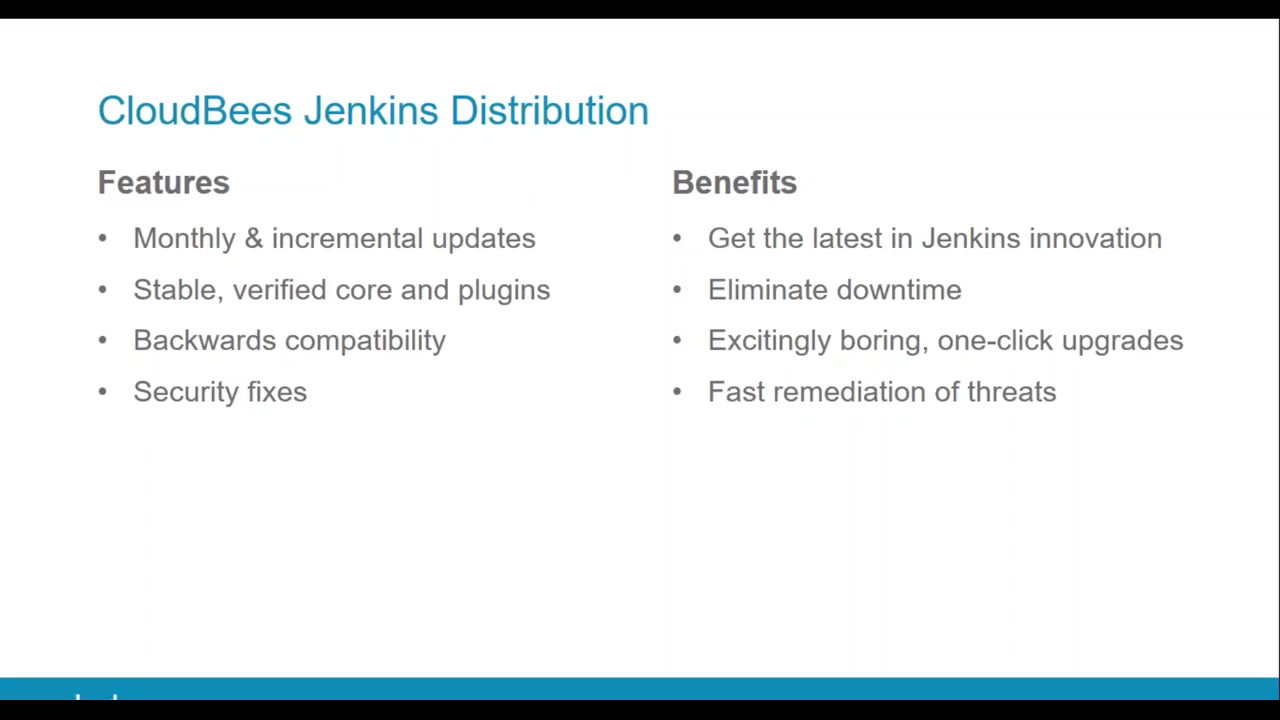 CloudBees Jenkins Distribution
Features
• Monthly & incremental updates
• Stable, verified core and plugins
• Backwards compatibility
• Security fixes
Benefits
• Get the latest in Jenkins innovation
• Eliminate downtime
• Excitingly boring, one-click upgrades
• Fast remediation of threats